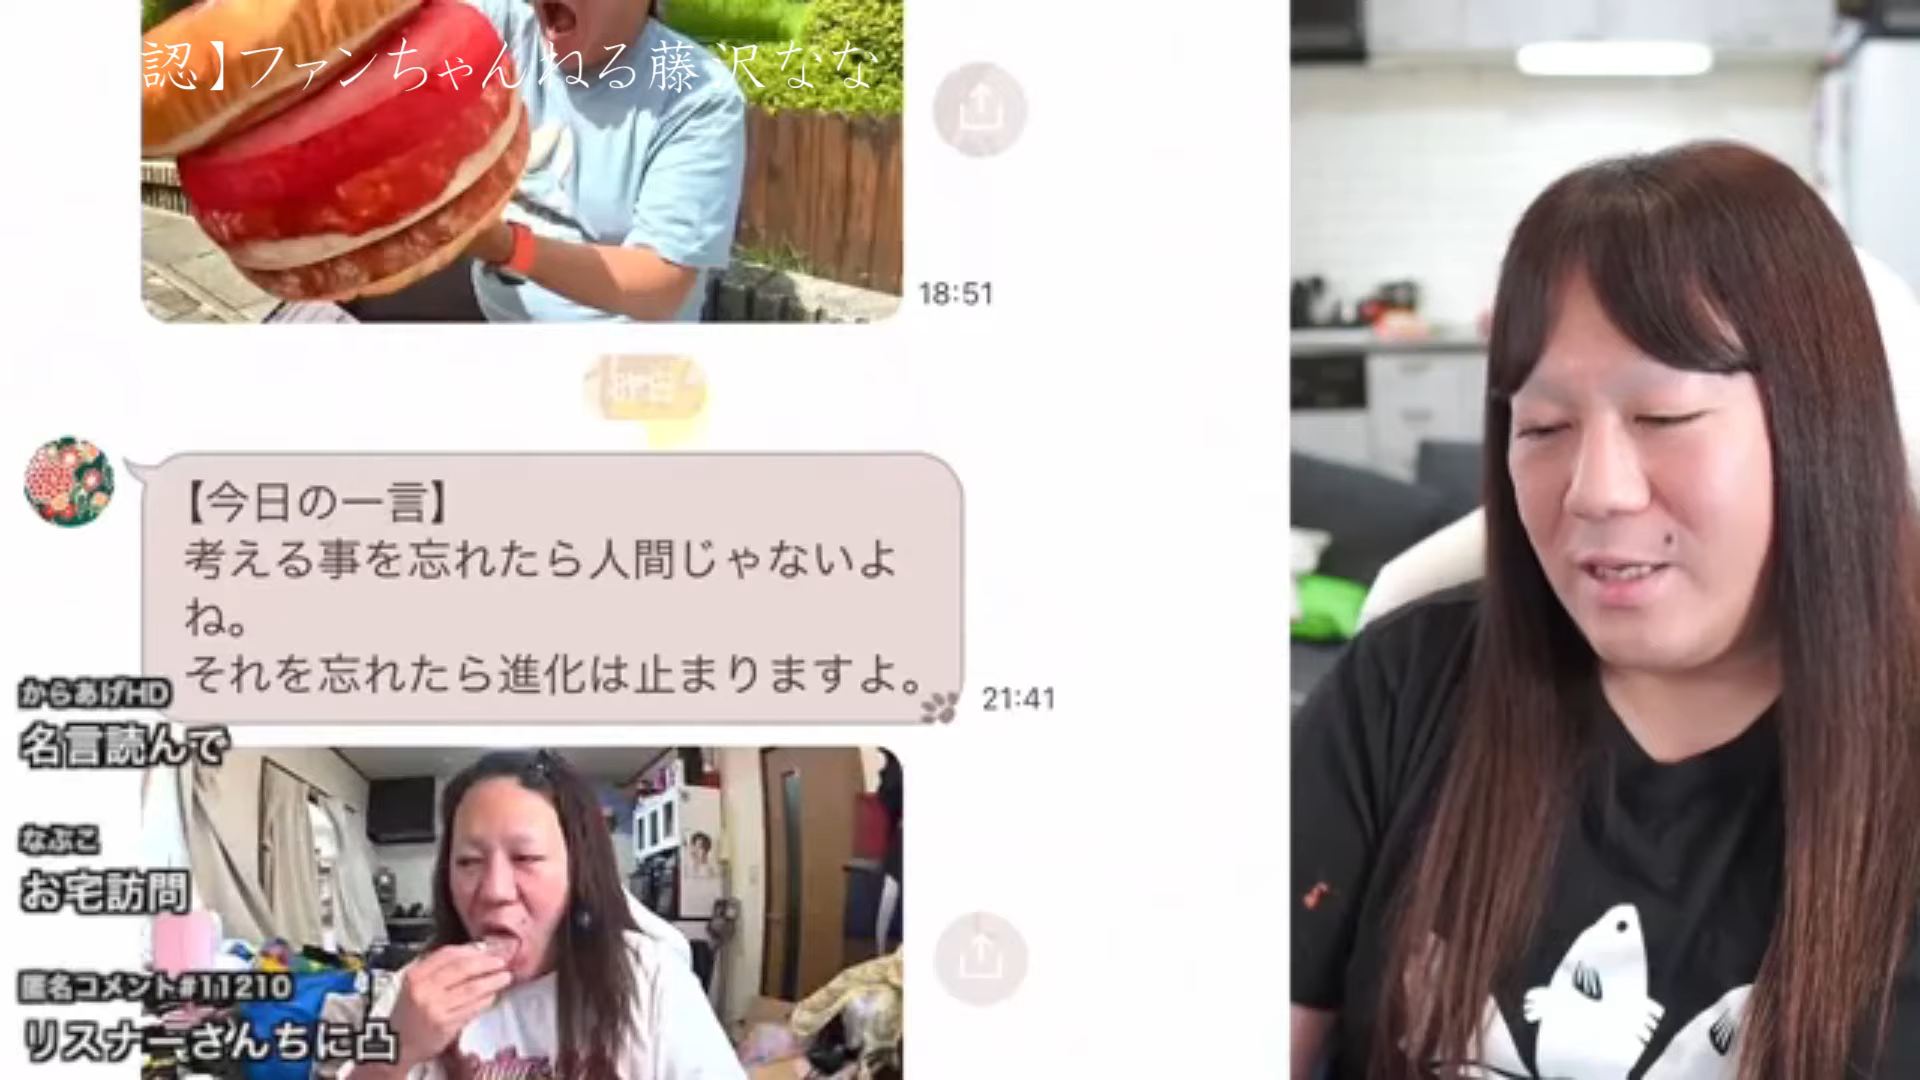 認】ファンちゃんねる藤沢なな
18:51
昨日
【今日の一言】
考える事を忘れたら人間じゃないよ
ね。
それを忘れたら進化は止まりますよ。
21:41
からあげHD
名言読んで
なぷこ
お宅訪問
匿名コメント#11210
リスナーさんちに凸